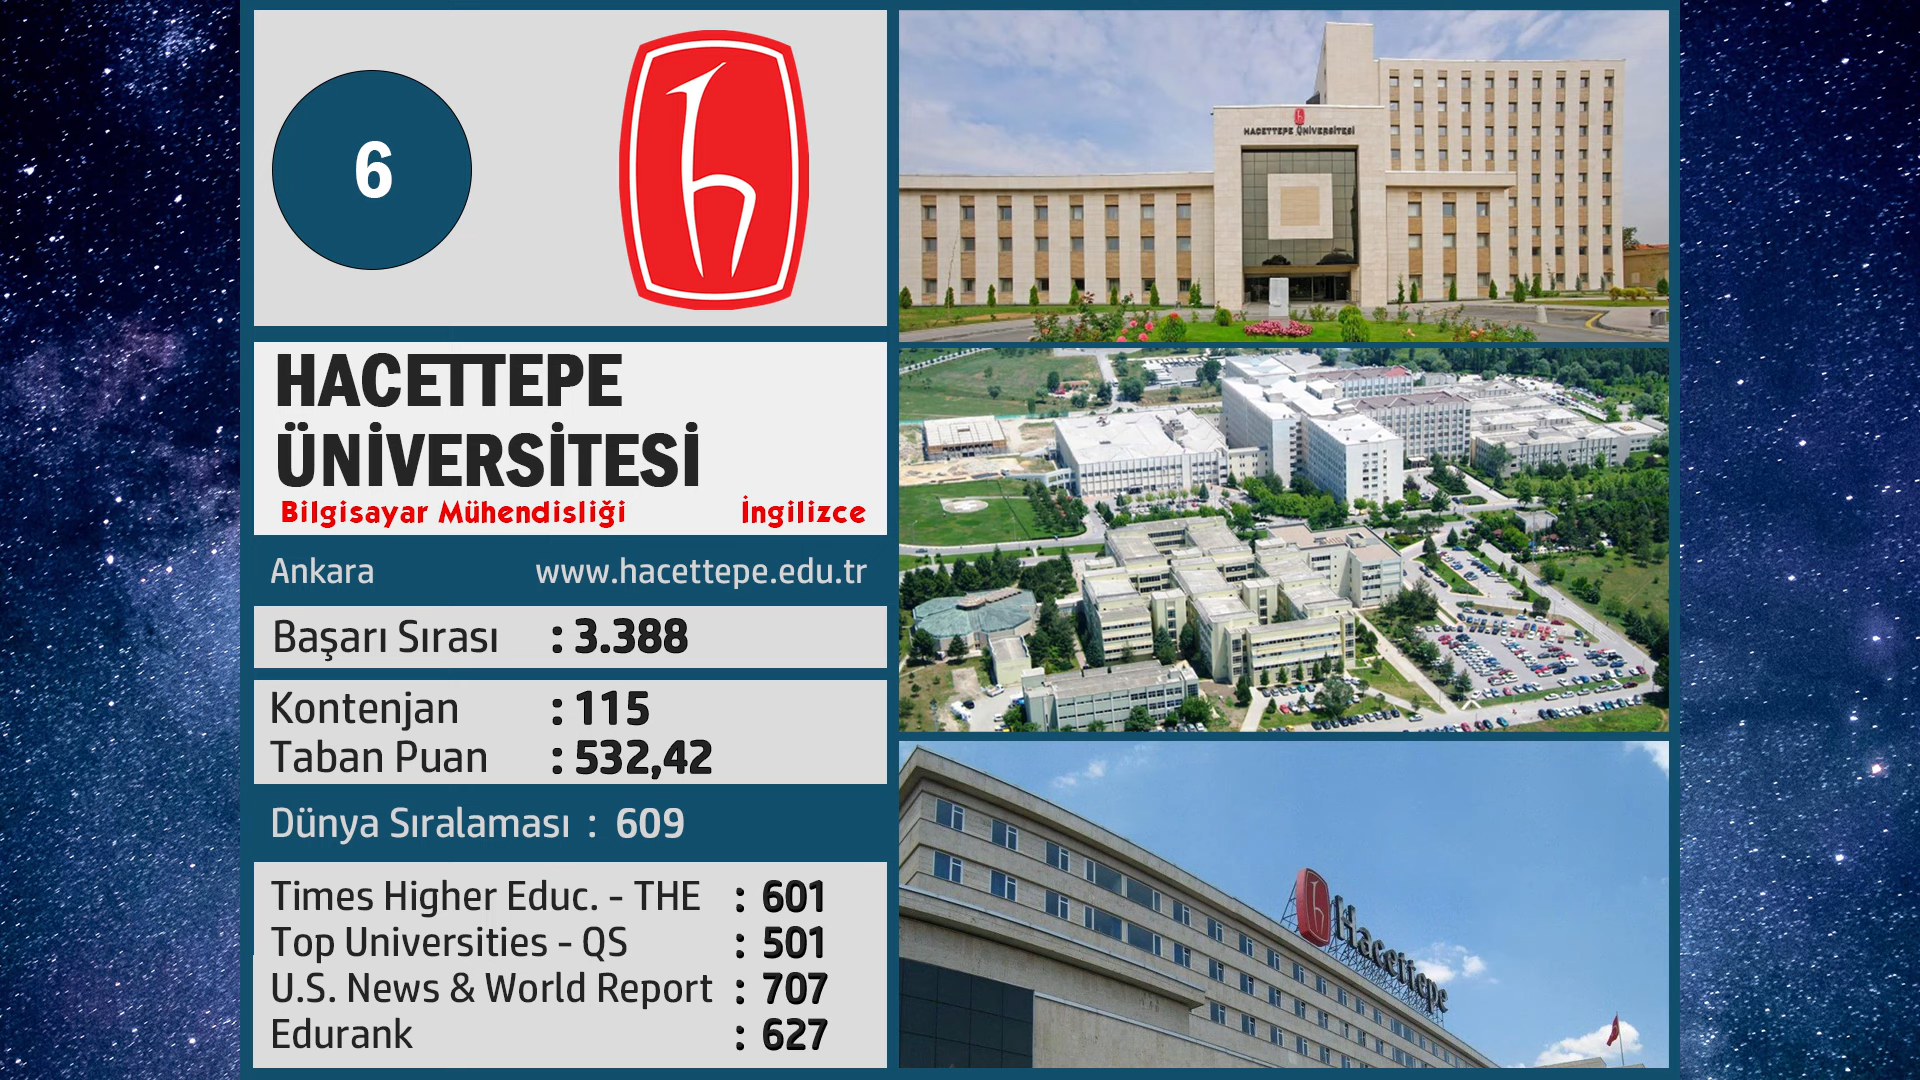 6
HACETTEPE
ÜNİVERSİTESİ
Bilgisayar Mühendisliği İngilizce
Ankara www.hacettepe.edu.tr
Başarı Sırası : 3.388
Kontenjan : 115
Taban Puan : 532,42
Dünya Sıralaması : 609
Times Higher Educ. - THE : 601
Top Universities - QS : 501
U.S. News & World Report : 707
Edurank : 627
HACETTEPE ÜNİVERSİTESİ
Hacettepe